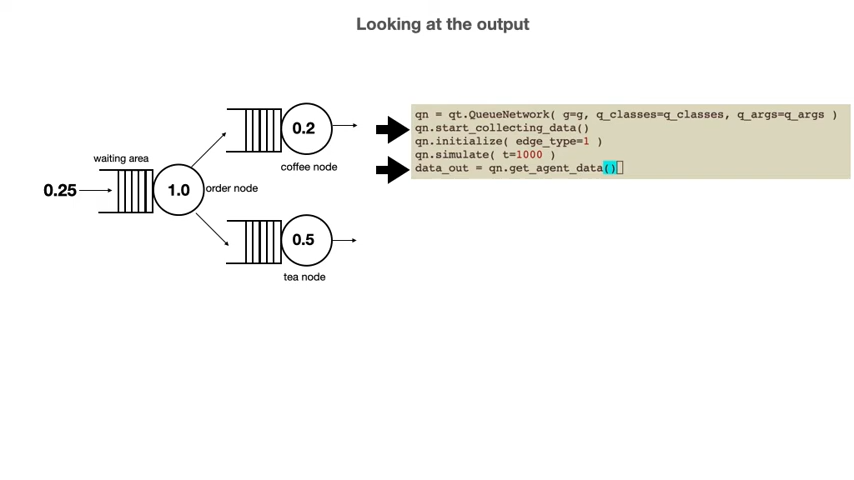 Looking at the output
waiting area
0.25
1.0
order node
0.2
coffee node
0.5
tea node
qn = qt.QueueNetwork( g=g, q_classes=q_classes, q_args=q_args )
qn.start_collecting_data()
qn.initialize( edge_type=1 )
qn.simulate( t=1000 )
data_out = qn.get_agent_data()